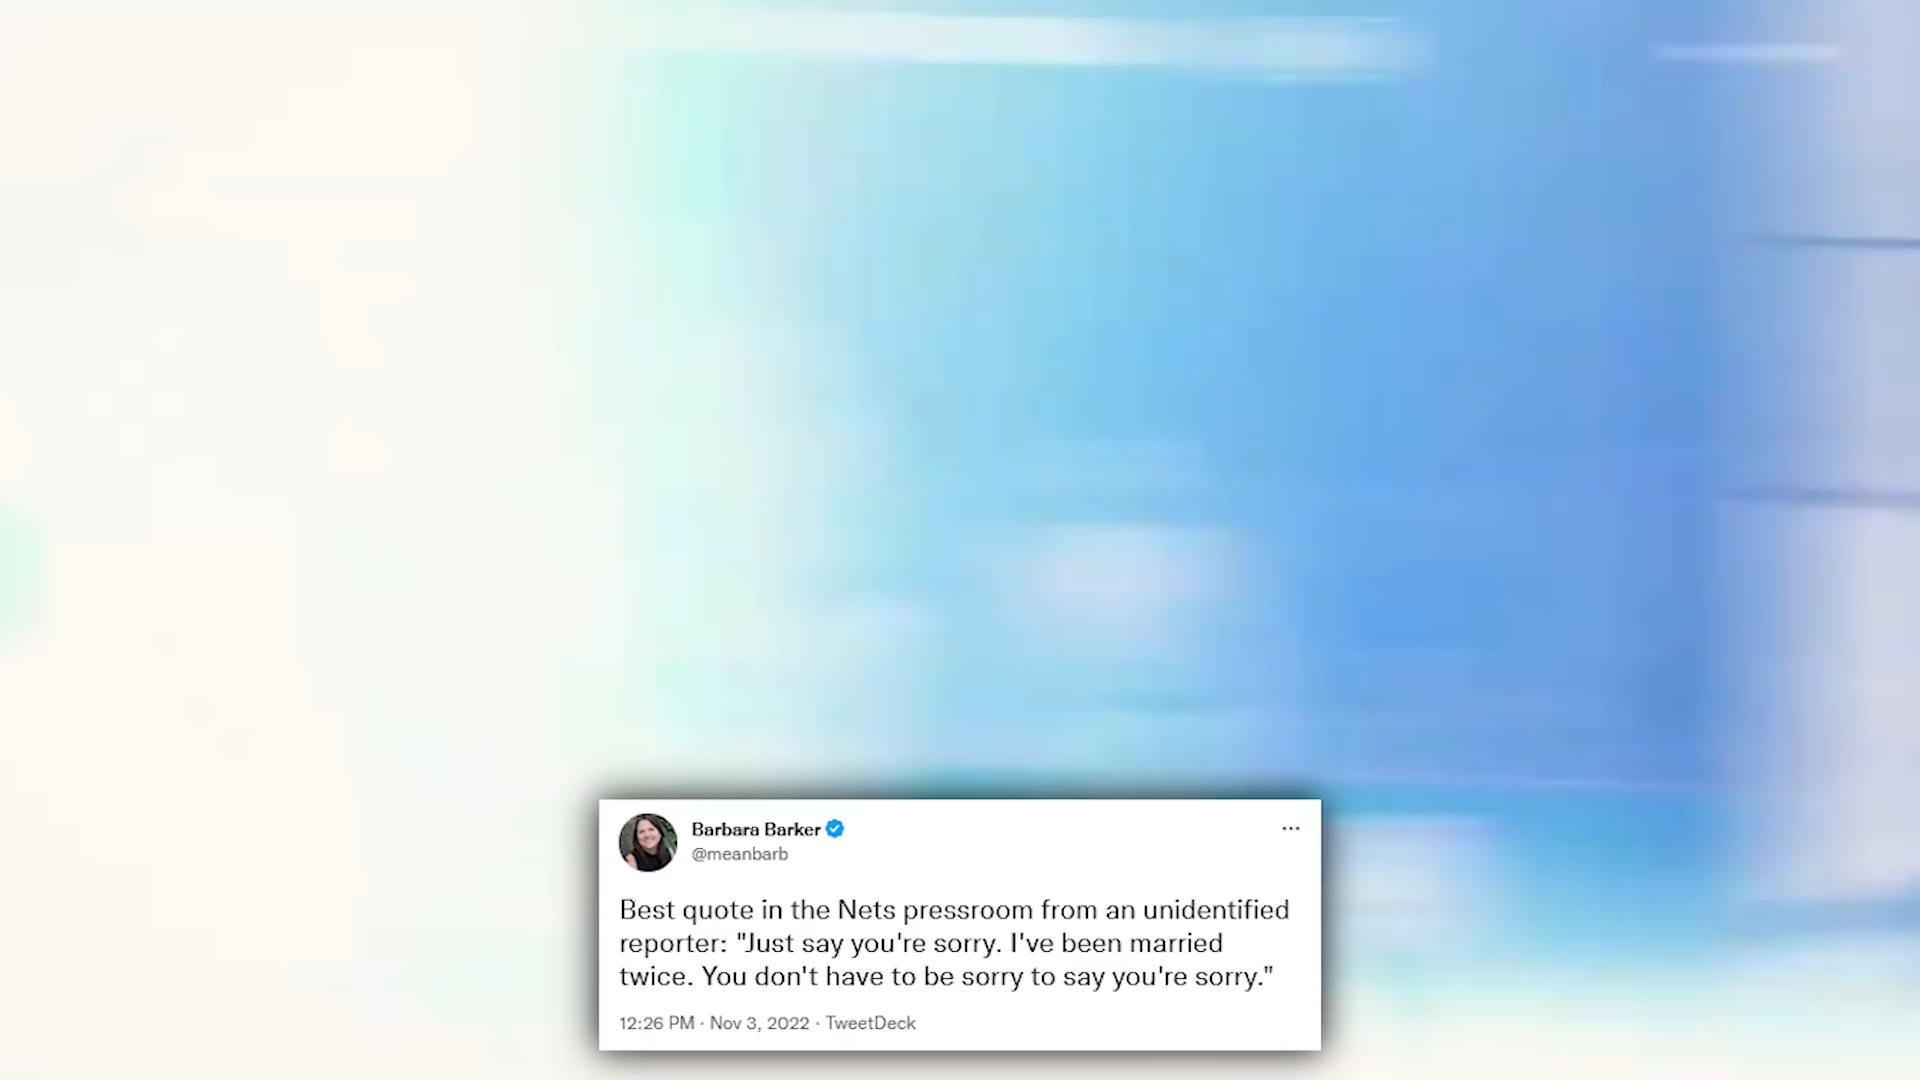 Barbara Barker
@meanbarb
Best quote in the Nets pressroom from an unidentified
reporter: "Just say you're sorry. I've been married
twice. You don't have to be sorry to say you're sorry."
12:26 PM · Nov 3, 2022 · TweetDeck